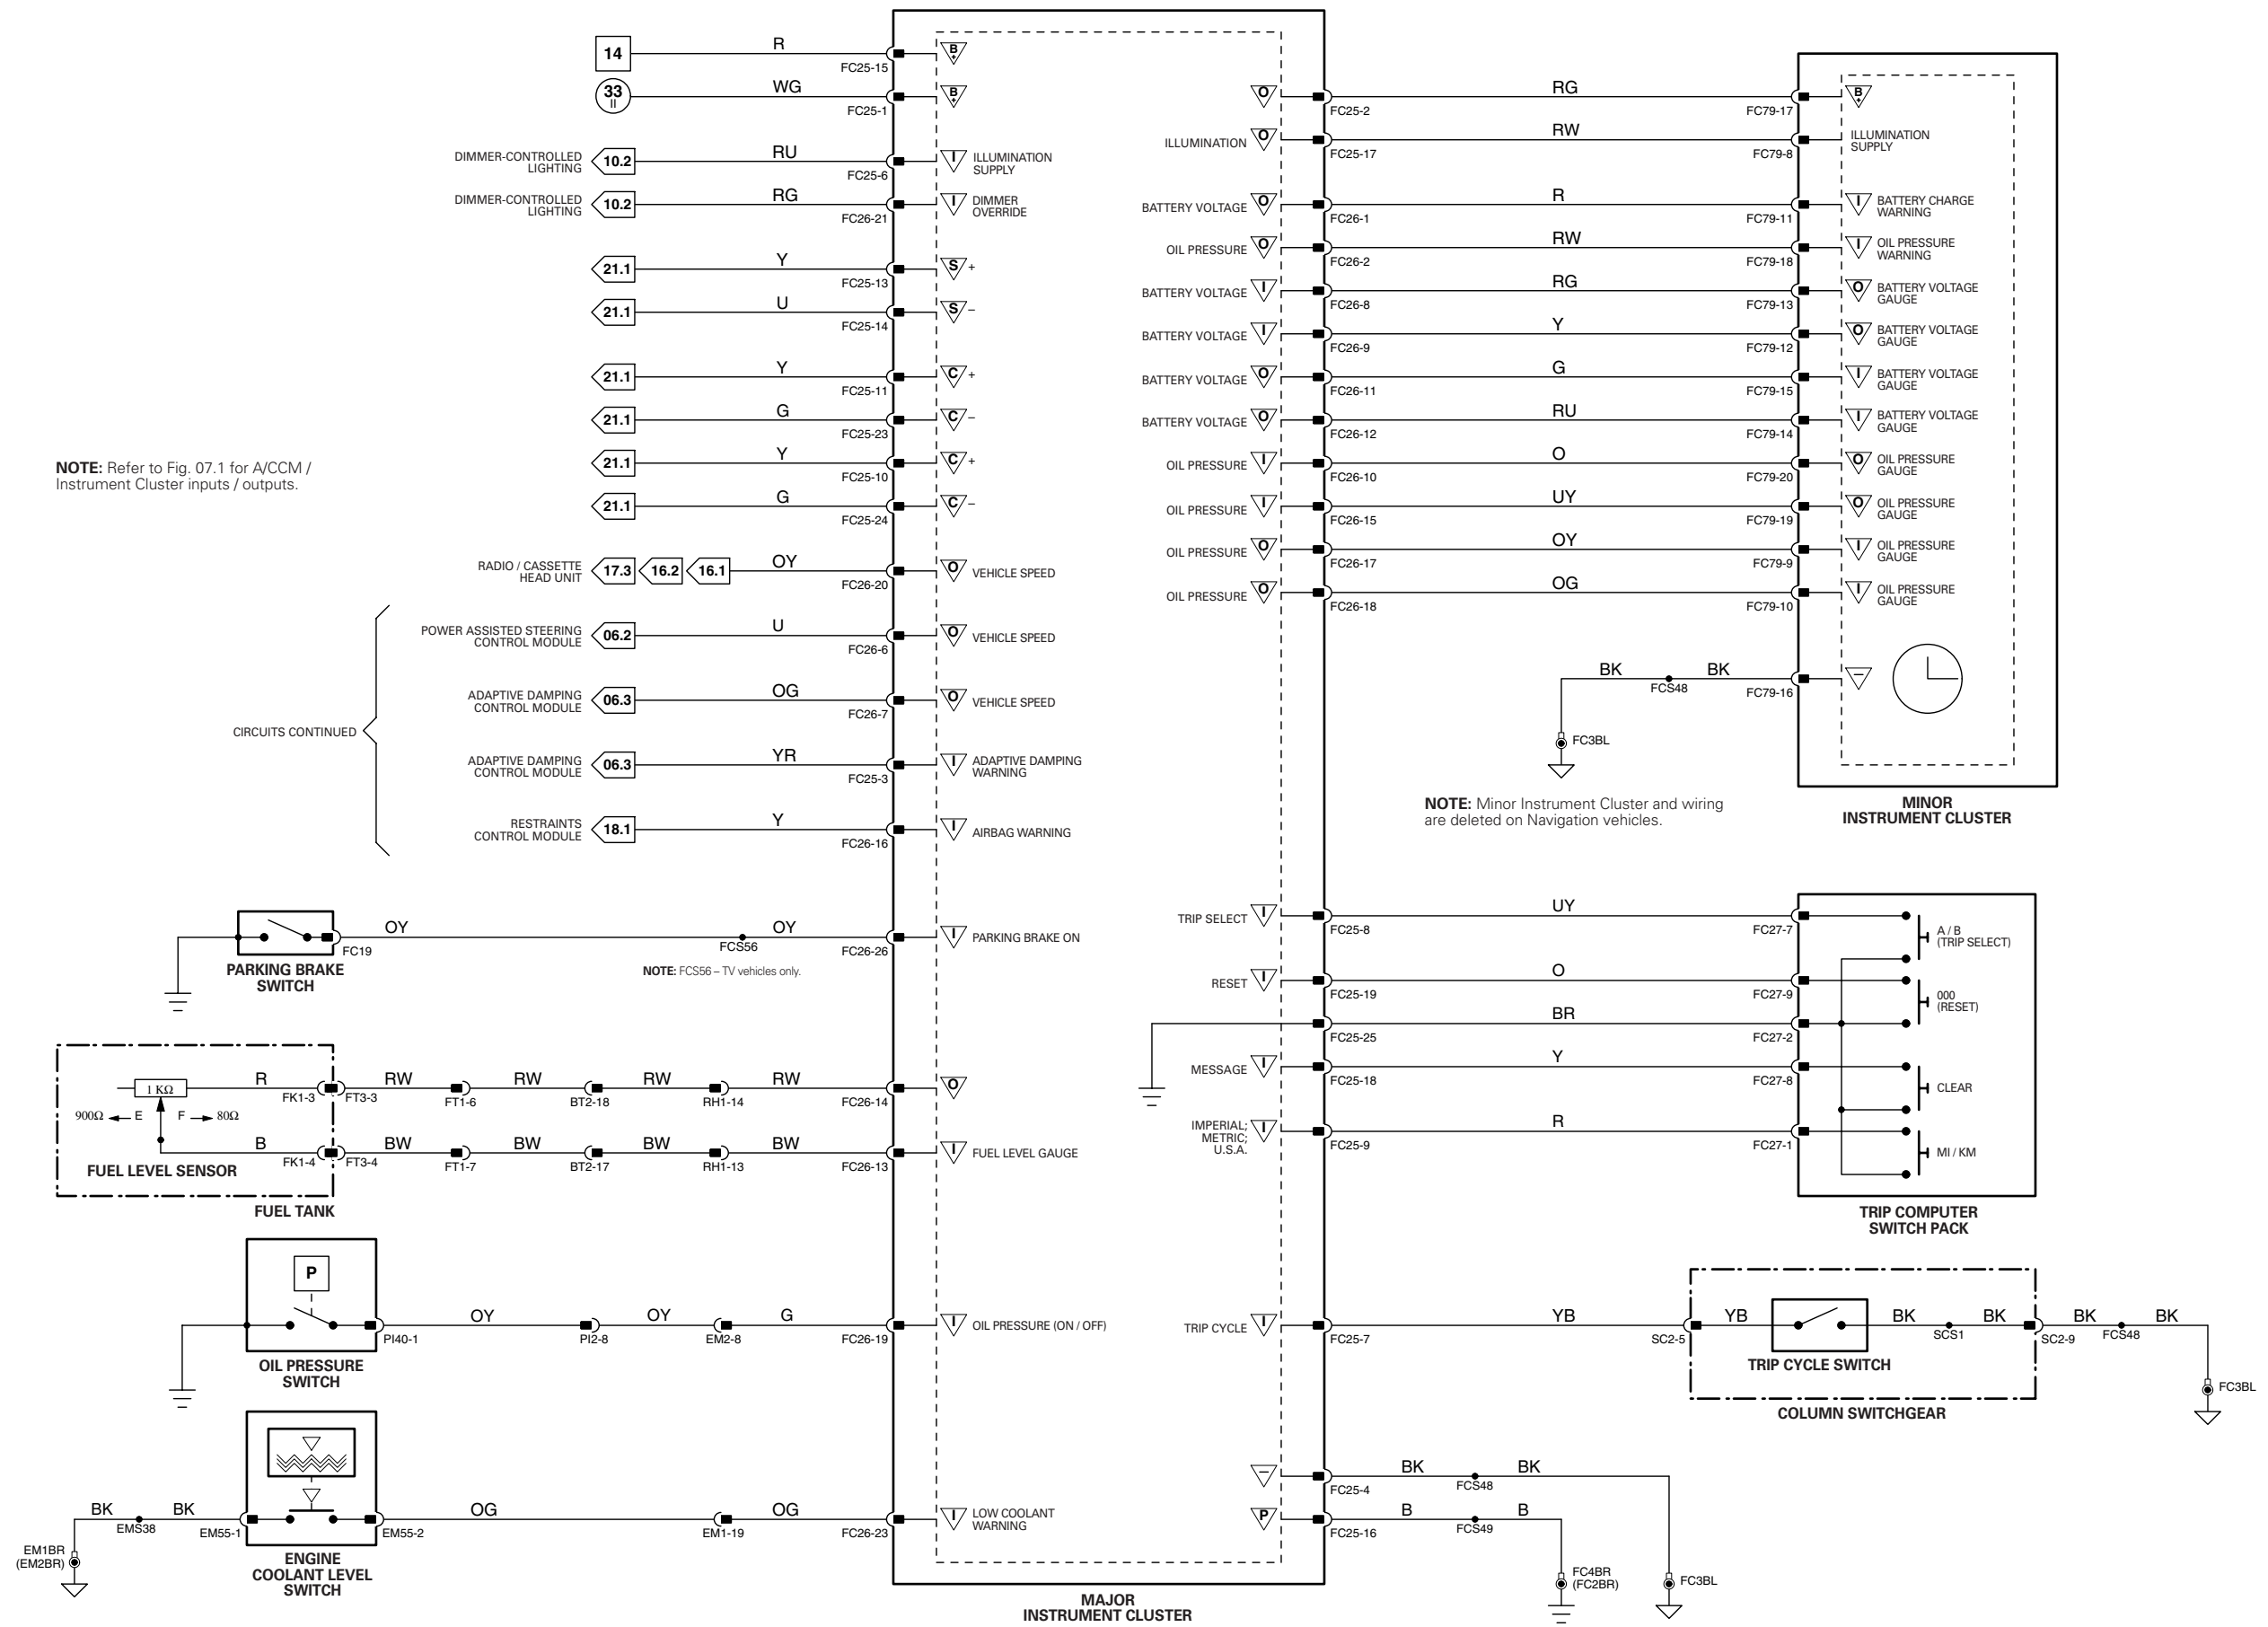 14
R
FC25-15
B
+
33
II
WG
FC25-1
B
+
DIMMER-CONTROLLED
LIGHTING
10.2
RU
FC25-6
I
ILLUMINATION
SUPPLY
DIMMER-CONTROLLED
LIGHTING
10.2
RG
FC26-21
I
DIMMER
OVERRIDE
21.1
Y
FC25-13
S
+
21.1
U
FC25-14
S
–
21.1
Y
FC25-11
C
+
21.1
G
FC25-23
C
–
21.1
Y
FC25-10
C
+
21.1
G
FC25-24
C
–
NOTE: Refer to Fig. 07.1 for A/CCM /
Instrument Cluster inputs / outputs.
RADIO / CASSETTE
HEAD UNIT
17.3
16.2
16.1
OY
FC26-20
O
VEHICLE SPEED
POWER ASSISTED STEERING
CONTROL MODULE
06.2
U
FC26-6
O
VEHICLE SPEED
ADAPTIVE DAMPING
CONTROL MODULE
06.3
OG
FC26-7
O
VEHICLE SPEED
CIRCUITS CONTINUED
ADAPTIVE DAMPING
CONTROL MODULE
06.3
YR
FC25-3
I
ADAPTIVE DAMPING
WARNING
RESTRAINTS
CONTROL MODULE
18.1
Y
FC26-16
I
AIRBAG WARNING
OY
FC19
FCS56
OY
FC26-26
I
PARKING BRAKE ON
PARKING BRAKE
SWITCH
NOTE: FCS56 – TV vehicles only.
1 KΩ
900Ω
E
F
80Ω
R
FK1-3
FT3-3
RW
FT1-6
RW
BT2-18
RW
RH1-14
RW
FC26-14
O
B
FK1-4
FT3-4
BW
FT1-7
BW
BT2-17
BW
RH1-13
BW
FC26-13
I
FUEL LEVEL GAUGE
FUEL LEVEL SENSOR
FUEL TANK
P
PI40-1
OY
PI2-8
OY
EM2-8
G
FC26-19
I
OIL PRESSURE (ON / OFF)
OIL PRESSURE
SWITCH
BK
EMS38
BK
EM55-1
EM55-2
OG
EM1-19
OG
FC26-23
I
LOW COOLANT
WARNING
EM1BR
(EM2BR)
ENGINE
COOLANT LEVEL
SWITCH
MAJOR
INSTRUMENT CLUSTER
O
FC25-2
RG
FC79-17
B
+
ILLUMINATION
O
FC25-17
RW
FC79-8
ILLUMINATION
SUPPLY
BATTERY VOLTAGE
O
FC26-1
R
FC79-11
I
BATTERY CHARGE
WARNING
OIL PRESSURE
O
FC26-2
RW
FC79-18
I
OIL PRESSURE
WARNING
BATTERY VOLTAGE
I
FC26-8
RG
FC79-13
O
BATTERY VOLTAGE
GAUGE
BATTERY VOLTAGE
I
FC26-9
Y
FC79-12
O
BATTERY VOLTAGE
GAUGE
BATTERY VOLTAGE
O
FC26-11
G
FC79-15
I
BATTERY VOLTAGE
GAUGE
BATTERY VOLTAGE
O
FC26-12
RU
FC79-14
I
BATTERY VOLTAGE
GAUGE
OIL PRESSURE
I
FC26-10
O
FC79-20
O
OIL PRESSURE
GAUGE
OIL PRESSURE
I
FC26-15
UY
FC79-19
O
OIL PRESSURE
GAUGE
OIL PRESSURE
O
FC26-17
OY
FC79-9
I
OIL PRESSURE
GAUGE
OIL PRESSURE
O
FC26-18
OG
FC79-10
I
OIL PRESSURE
GAUGE
BK
FCS48
BK
FC79-16
–
FC3BL
NOTE: Minor Instrument Cluster and wiring
are deleted on Navigation vehicles.
MINOR
INSTRUMENT CLUSTER
TRIP SELECT
I
FC25-8
UY
FC27-7
A / B
(TRIP SELECT)
RESET
I
FC25-19
O
FC27-9
000
(RESET)
FC25-25
BR
FC27-2
MESSAGE
I
FC25-18
Y
FC27-8
CLEAR
IMPERIAL;
METRIC;
U.S.A.
I
FC25-9
R
FC27-1
MI / KM
TRIP COMPUTER
SWITCH PACK
TRIP CYCLE
I
FC25-7
YB
SC2-5
YB
BK
SCS1
BK
SC2-9
BK
FCS48
BK
FC3BL
TRIP CYCLE SWITCH
COLUMN SWITCHGEAR
–
FC25-4
BK
FCS48
BK
P
FC25-16
B
FCS49
B
FC4BR
(FC2BR)
FC3BL